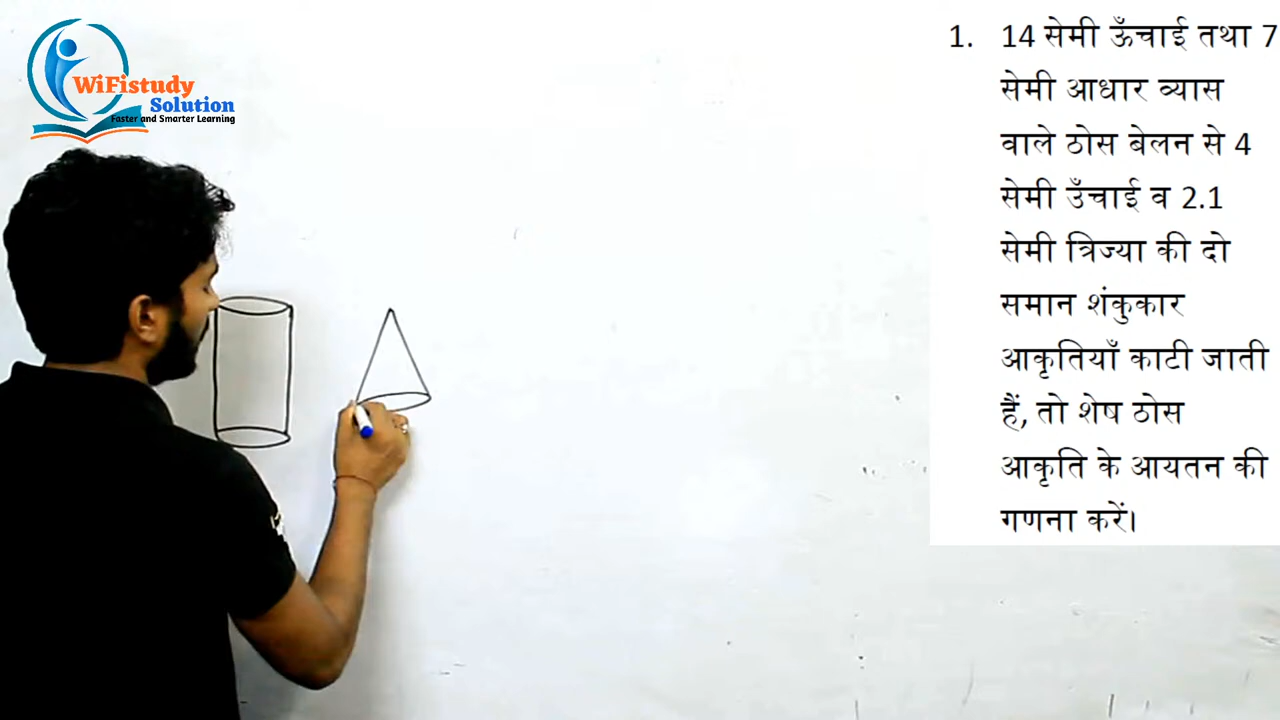 WiFistudy
Solution
Faster and Smarter Learning
1. 14 सेमी ऊँचाई तथा 7
सेमी आधार व्यास
वाले ठोस बेलन से 4
सेमी उँचाई व 2.1
सेमी त्रिज्या की दो
समान शंकुकार
आकृतियाँ काटी जाती
हैं, तो शेष ठोस
आकृति के आयतन की
गणना करें।